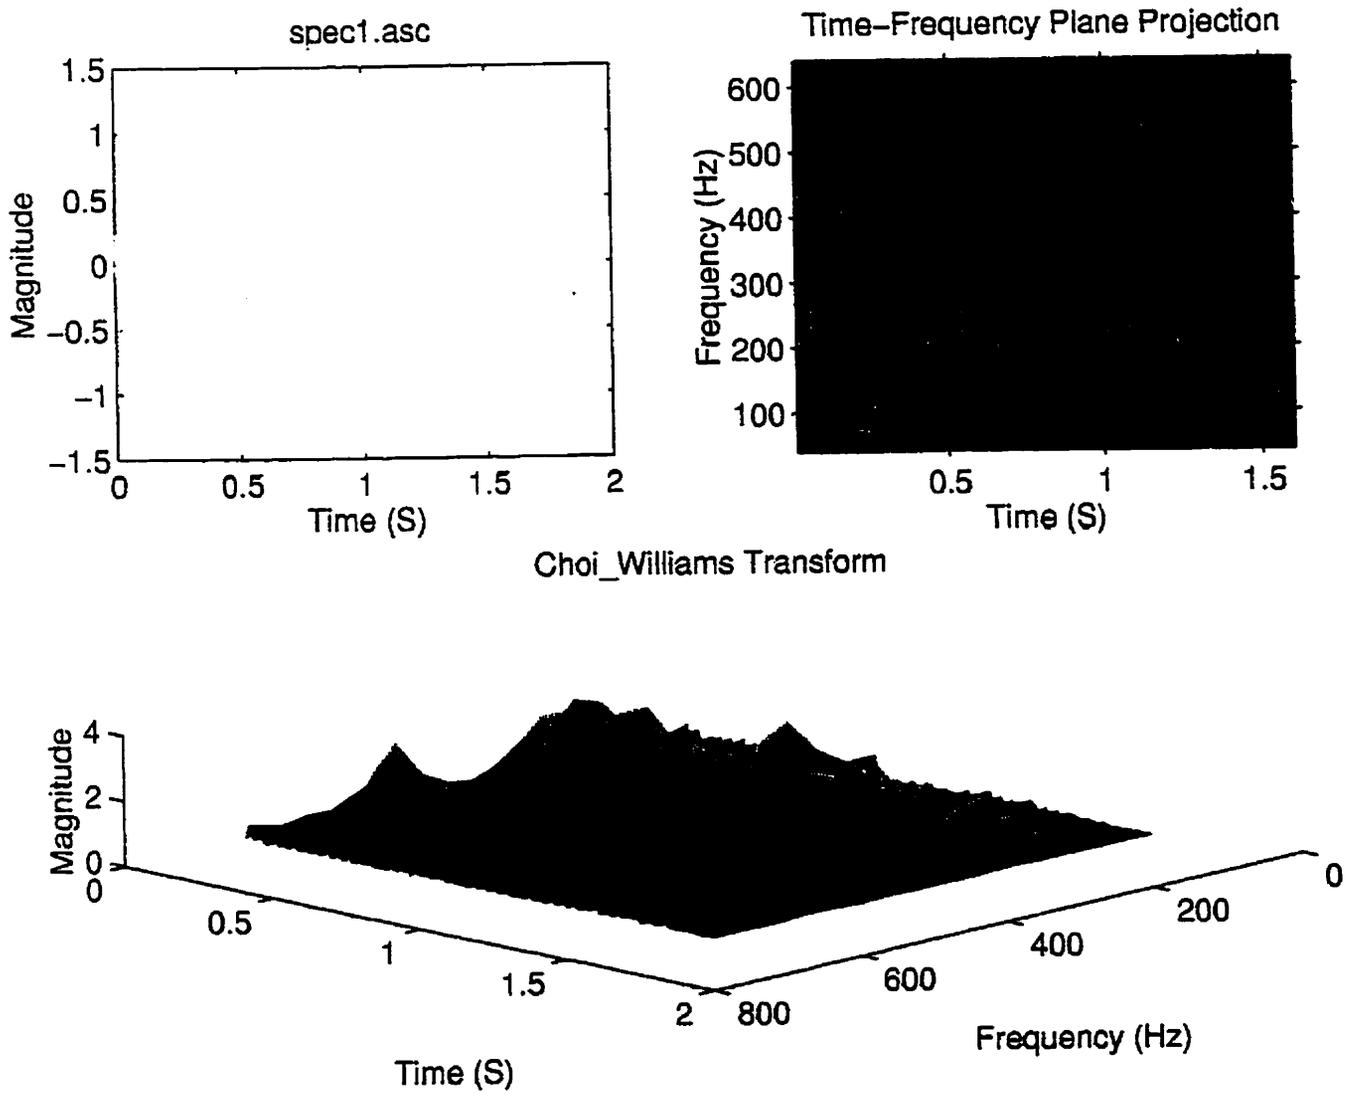 spec1.asc
1.5
1
0.5
0
−0.5
−1
−1.5
Magnitude
0 0.5 1 1.5 2
Time (S)
Time−Frequency Plane Projection
600
500
400
300
200
100
Frequency (Hz)
0.5 1 1.5
Time (S)
Choi_Williams Transform
4
2
0
Magnitude
0
0.5
1
1.5
2
Time (S)
800
600
400
200
0
Frequency (Hz)